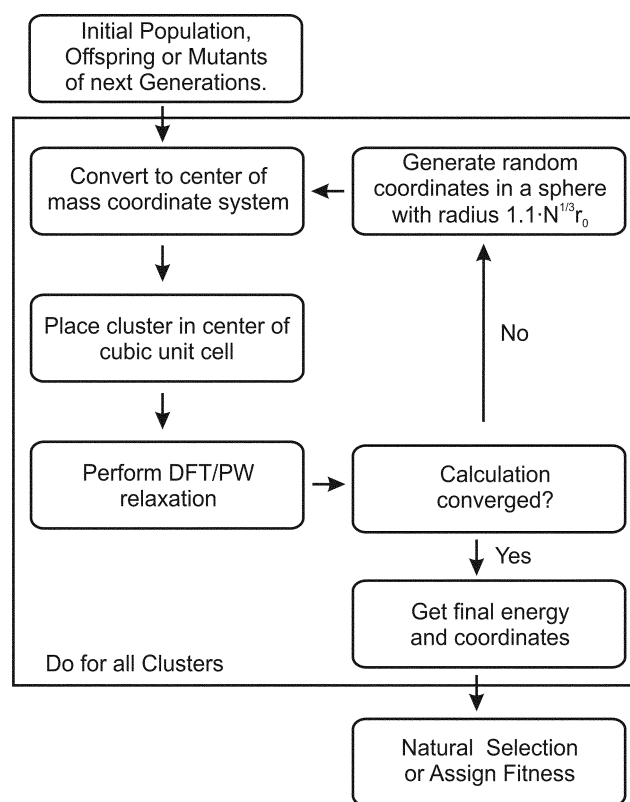 Initial Population,
Offspring or Mutants
of next Generations.
Convert to center of
mass coordinate system
Generate random
coordinates in a sphere
with radius 1.1·N^{1/3}r_0
Place cluster in center of
cubic unit cell
No
Perform DFT/PW
relaxation
Calculation
converged?
Yes
Get final energy
and coordinates
Do for all Clusters
Natural Selection
or Assign Fitness